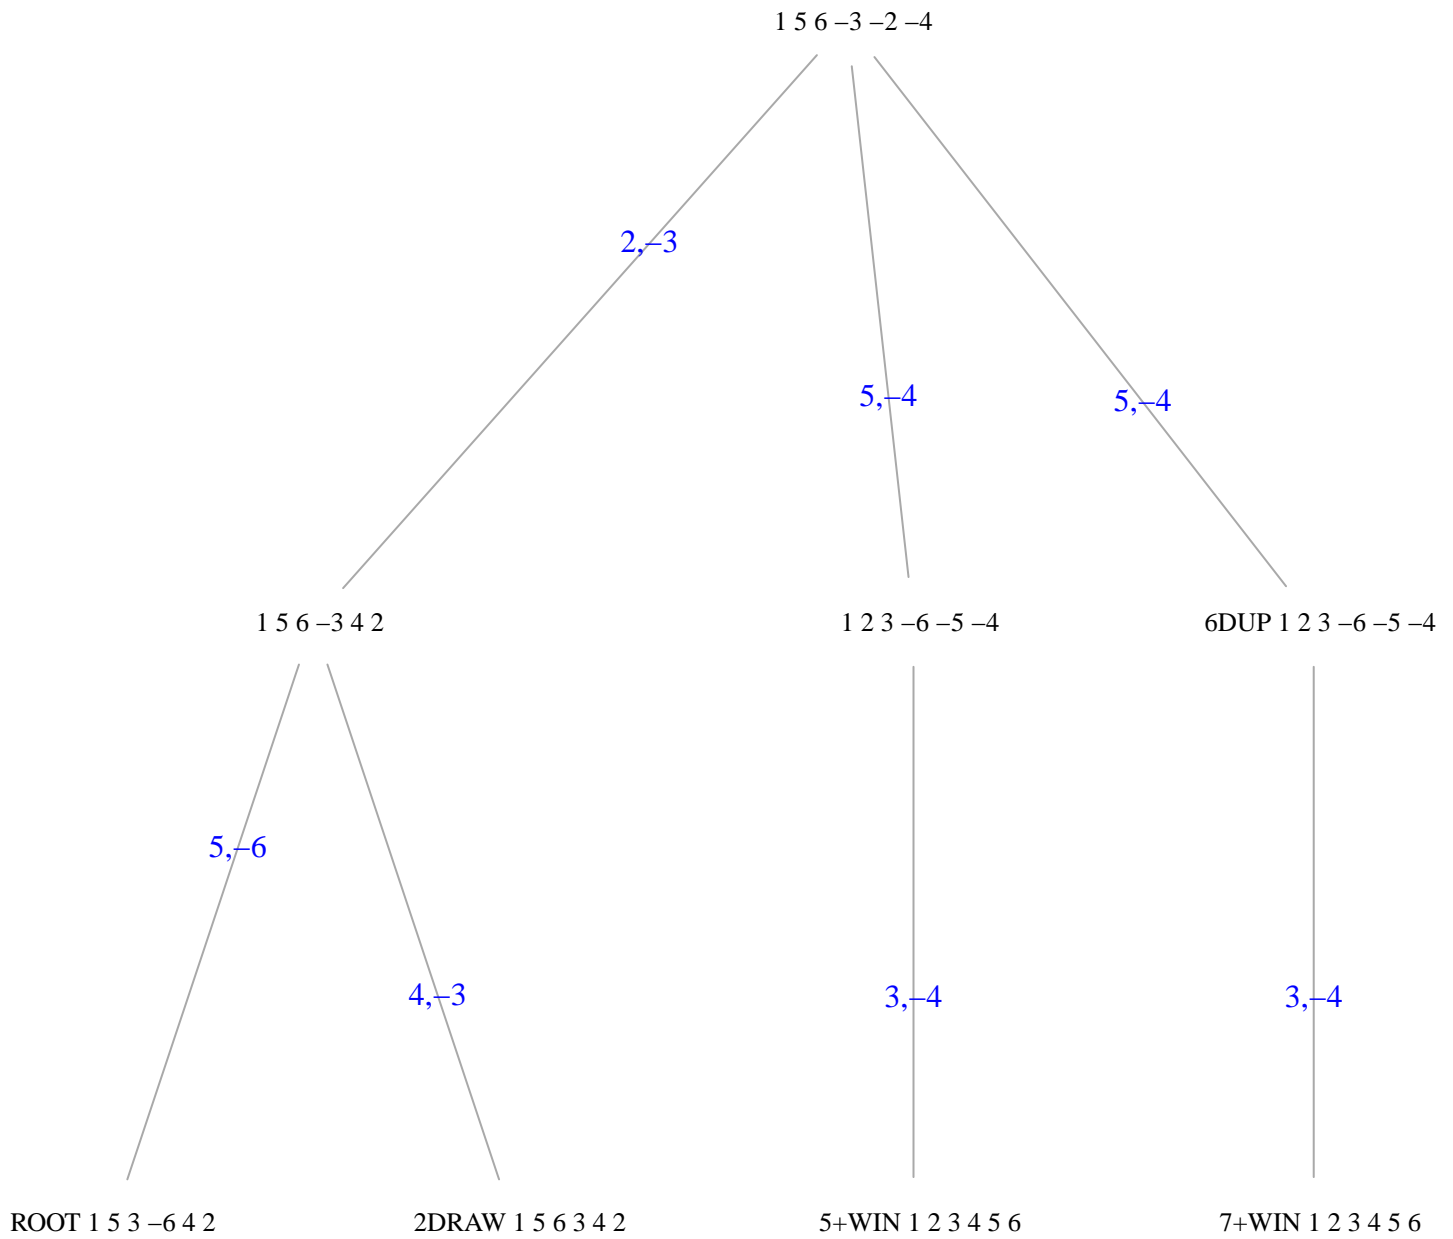 1 5 6 –3 –2 –4
2,–3
5,–4
5,–4
1 5 6 –3 4 2
1 2 3 –6 –5 –4
6DUP 1 2 3 –6 –5 –4
5,–6
4,–3
3,–4
3,–4
ROOT 1 5 3 –6 4 2
2DRAW 1 5 6 3 4 2
5+WIN 1 2 3 4 5 6
7+WIN 1 2 3 4 5 6